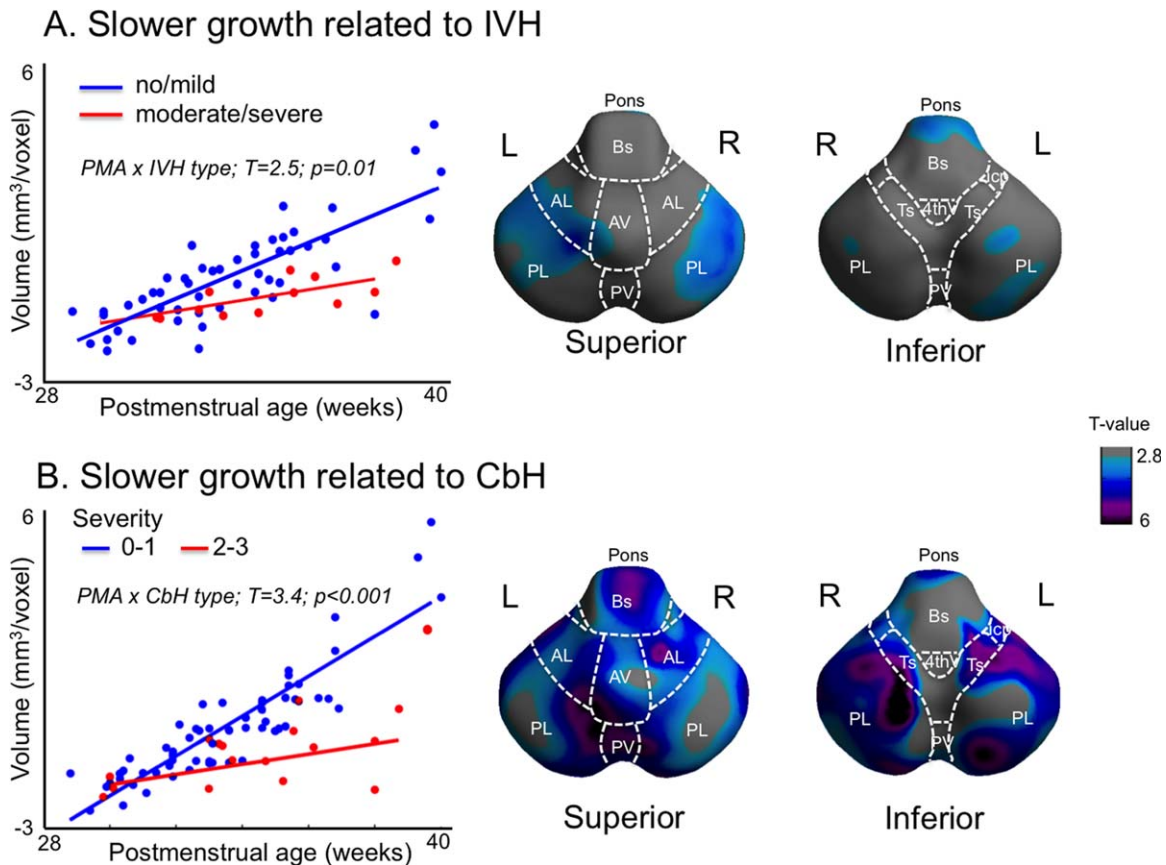 A. Slower growth related to IVH
6
no/mild
moderate/severe
PMA x IVH type; T=2.5; p=0.01
Volume (mm³/voxel)
-3
28
Postmenstrual age (weeks)
40
Pons
L
R
Bs
AL
AV
AL
PL
PL
PV
Superior
Pons
R
L
Bs
Icp
Ts
4thV
Ts
PL
PL
PV
Inferior
T-value
2.8
6
B. Slower growth related to CbH
6
Severity
0-1
2-3
PMA x CbH type; T=3.4; p<0.001
Volume (mm³/voxel)
-3
28
Postmenstrual age (weeks)
40
Pons
L
R
Bs
AL
AV
AL
PL
PL
PV
Superior
Pons
R
L
Bs
Icp
Ts
4thV
Ts
PL
PL
PV
Inferior